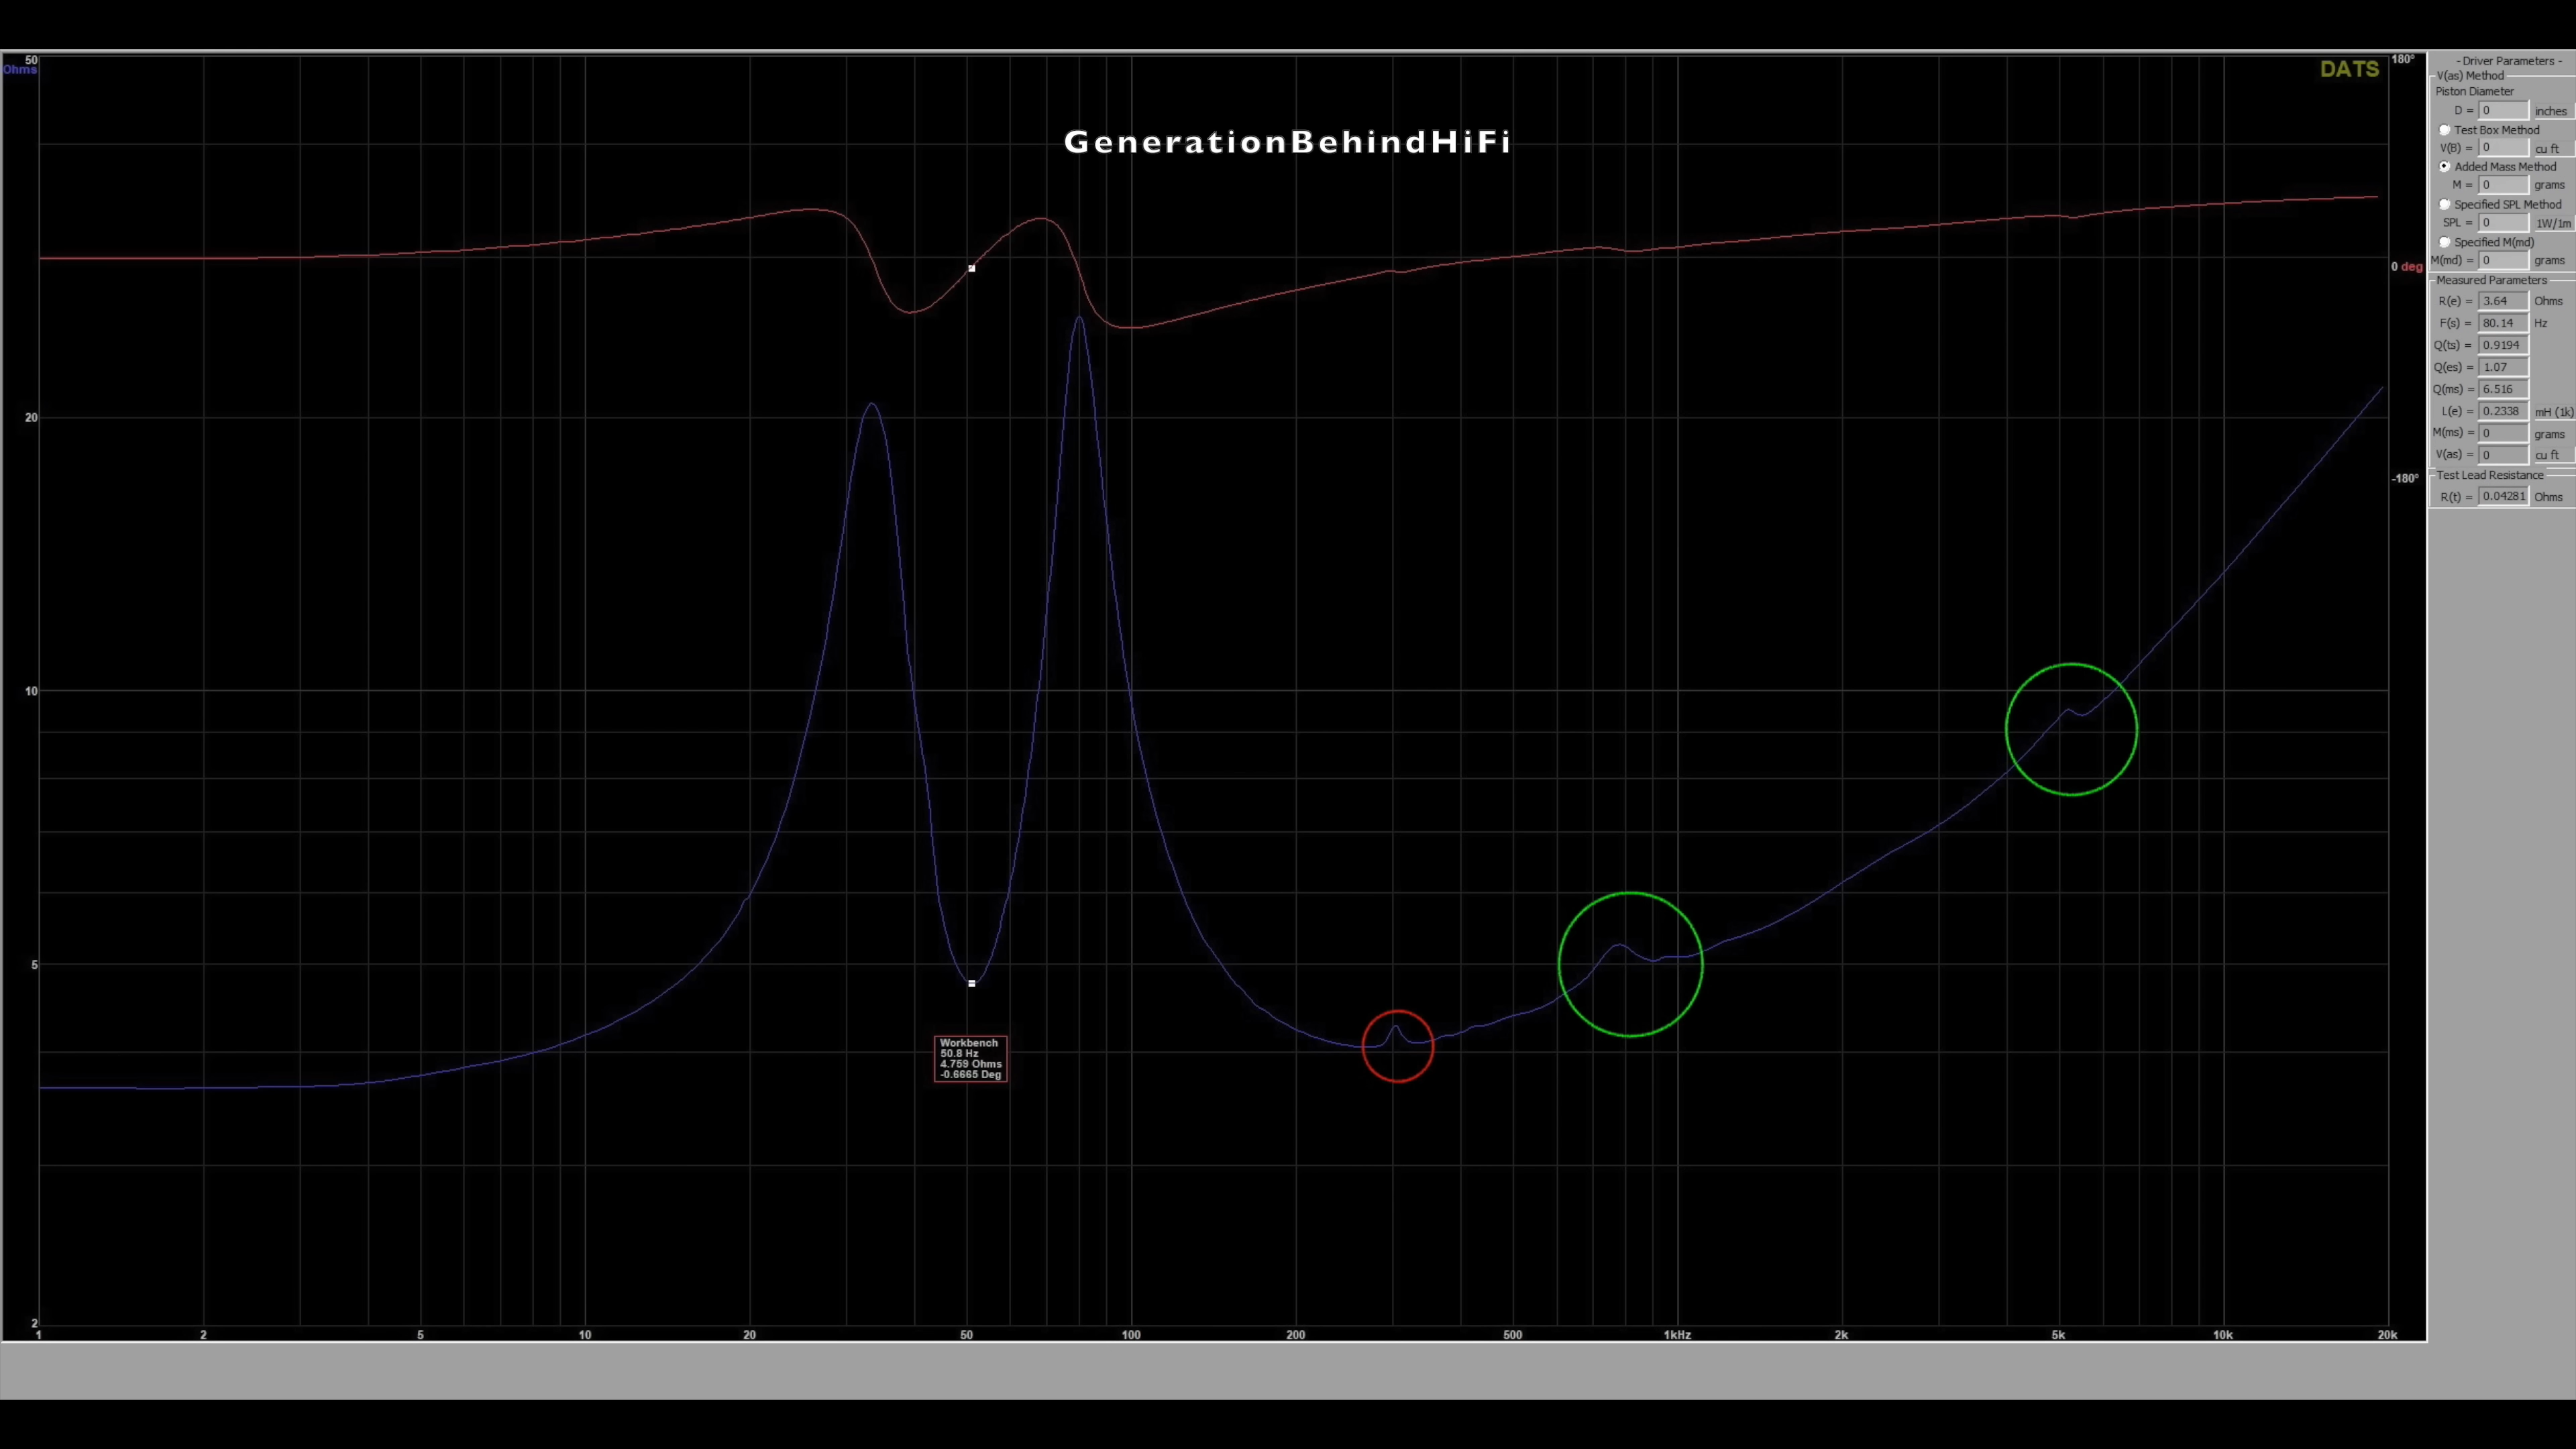 50
Ohms
180°
DATS
GenerationBehindHiFi
0 deg
20
-180°
10
5
Workbench
50.8 Hz
4.759 Ohms
-0.6665 Deg
2
1 2 5 10 20 50 100 200 500 1kHz 2k 5k 10k 20k
- Driver Parameters -
V(as) Method
Piston Diameter
D = 0 inches
Test Box Method
V(B) = 0 cu ft
Added Mass Method
M = 0 grams
Specified SPL Method
SPL = 0 1W/1m
Specified M(md)
M(md) = 0 grams
Measured Parameters
R(e) = 3.64 Ohms
F(s) = 80.14 Hz
Q(ts) = 0.9194
Q(es) = 1.07
Q(ms) = 6.516
L(e) = 0.2338 mH (1k)
M(ms) = 0 grams
V(as) = 0 cu ft
Test Lead Resistance
R(t) = 0.04281 Ohms